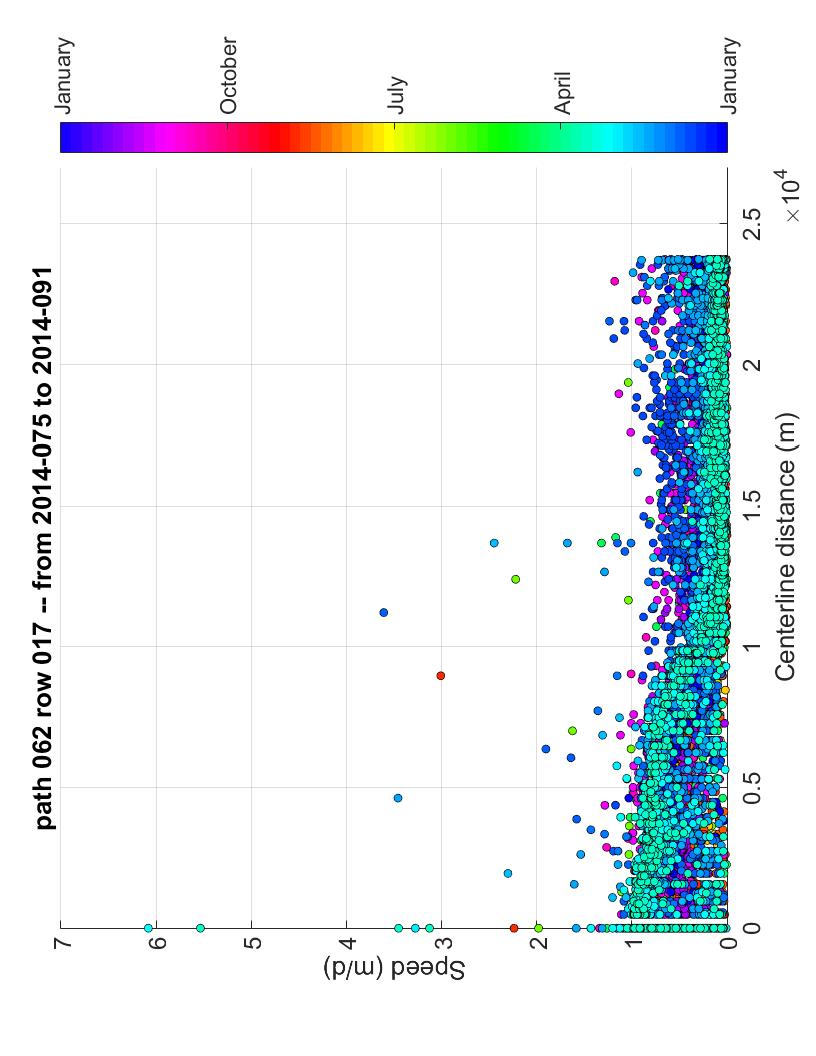 path 062 row 017 -- from 2014-075 to 2014-091
7
6
5
4
3
2
1
0
Speed (m/d)
0
0.5
1
1.5
2
2.5
×10^4
Centerline distance (m)
January
October
July
April
January